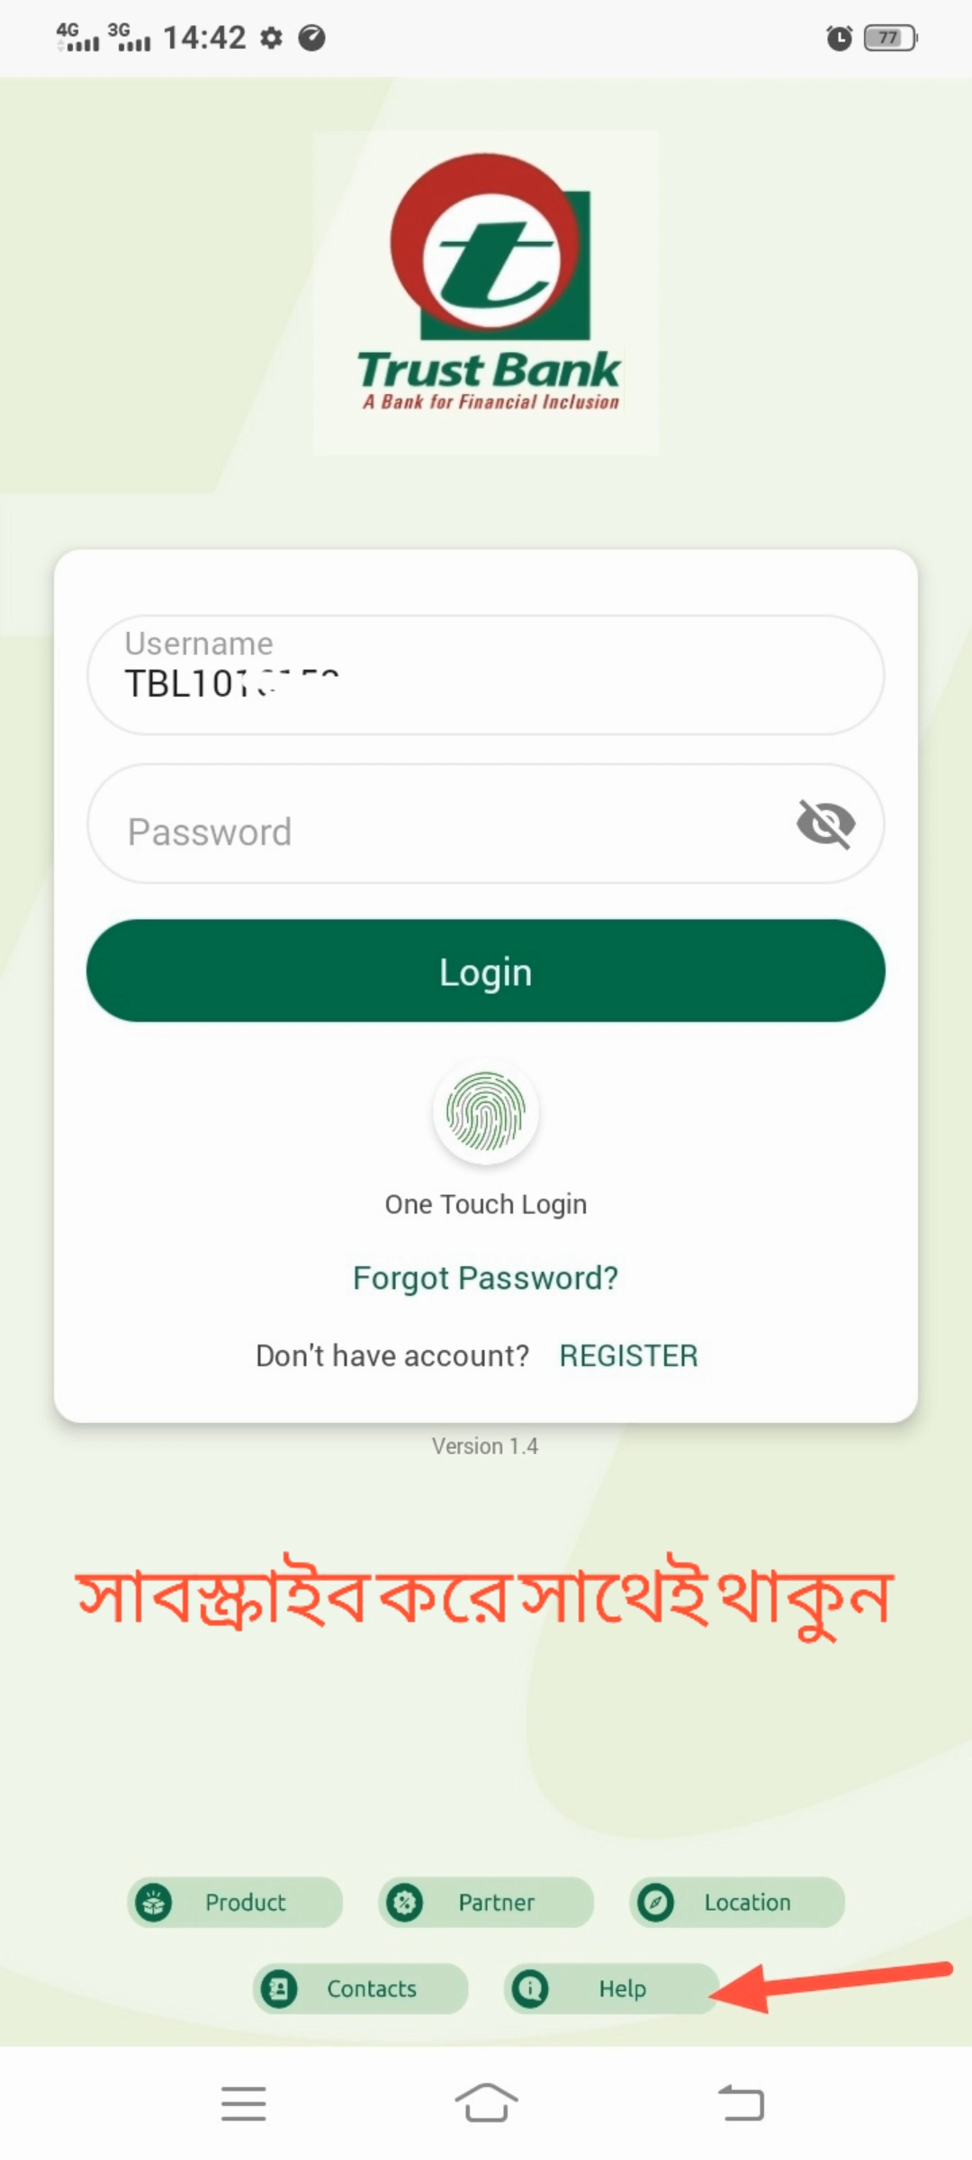 4G 3G 14:42 77
t
Trust Bank
A Bank for Financial Inclusion
Username
Password
Login
One Touch Login
Forgot Password?
Don't have account? REGISTER
Version 1.4
সাবস্ক্রাইব করে সাথেই থাকুন
Product Partner Location
Contacts Help